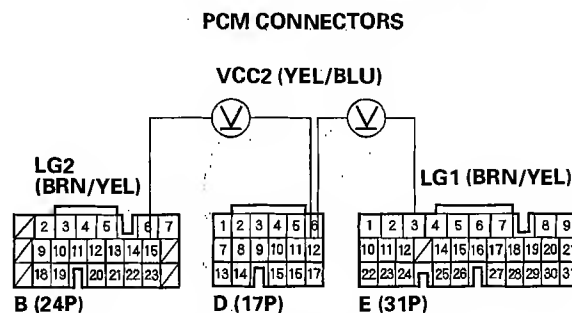 PCM CONNECTORS
VCC2 (YEL/BLU)
V V
LG2
(BRN/YEL)
LG1 (BRN/YEL)
2 3 4 5 6 7
9 10 11 12 13 14 15
18 19 20 21 22 23
B (24P)
1 2 3 4 5 6
7 8 9 10 11 12
13 14 15 16 17
D (17P)
1 2 3 4 5 6 7 8 9
10 11 12 14 15 16 17 18 19 20 21
22 23 24 25 26 27 28 29 30 31
E (31P)